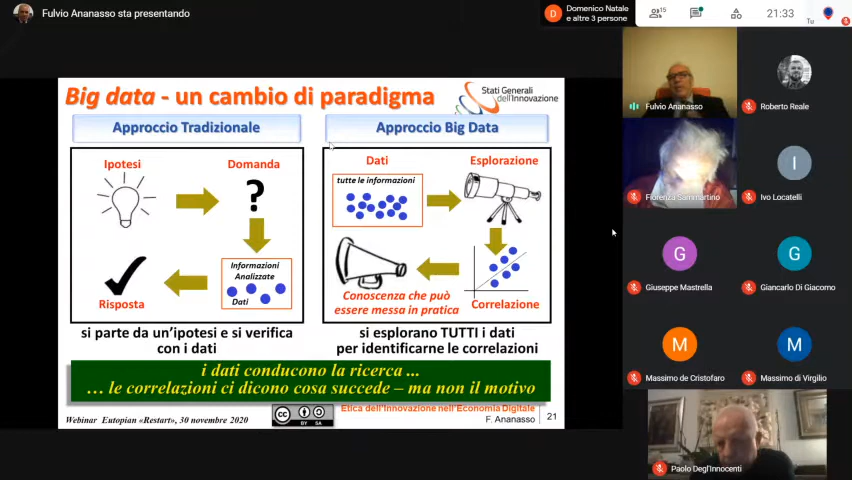 Fulvio Ananasso sta presentando
Domenico Natale
e altre 3 persone
D
15
21:33
Tu
Big data - un cambio di paradigma
Stati Generali
dell'Innovazione
Approccio Tradizionale
Approccio Big Data
Ipotesi
Domanda
?
Informazioni
Analizzate
Dati
Risposta
Dati
tutte le informazioni
Esplorazione
Conoscenza che può
essere messa in pratica
Correlazione
si parte da un'ipotesi e si verifica
con i dati
si esplorano TUTTI i dati
per identificarne le correlazioni
i dati conducono la ricerca ...
... le correlazioni ci dicono cosa succede – ma non il motivo
Webinar Eutopian «Restart», 30 novembre 2020
cc
BY SA
Etica dell'Innovazione nell'Economia Digitale
F. Ananasso
21
Fulvio Ananasso
Roberto Reale
Fiorenza Sammartino
I
Ivo Locatelli
G
Giuseppe Mastrella
G
Giancarlo Di Giacomo
M
Massimo de Cristofaro
M
Massimo di Virgilio
Paolo Degl'Innocenti